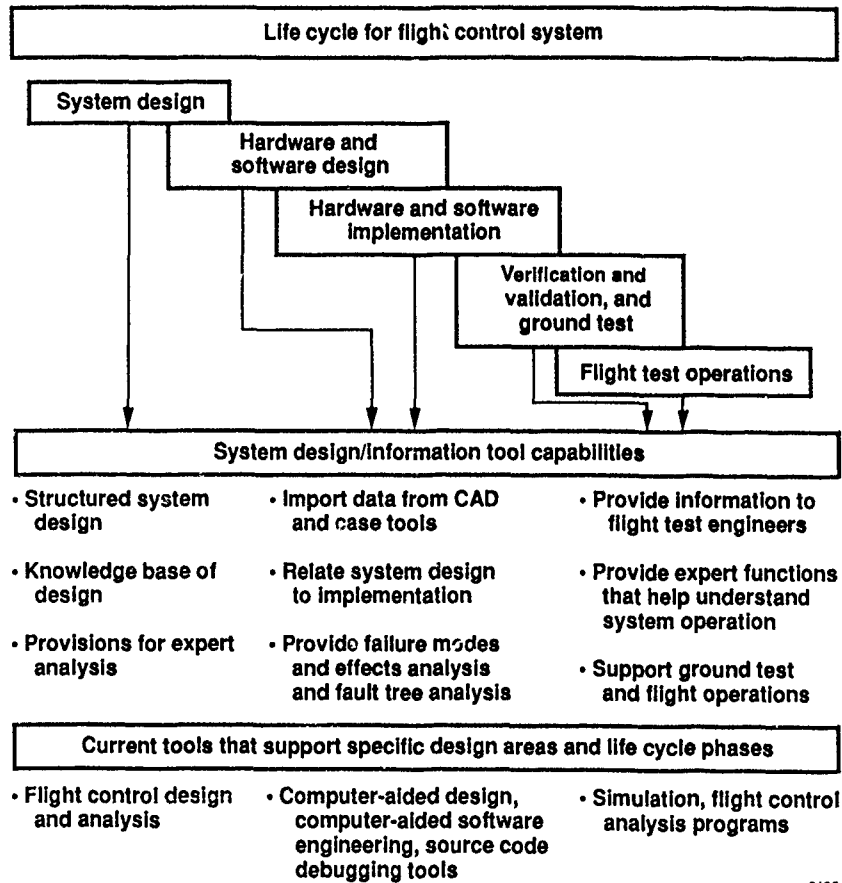 Life cycle for flight control system
System design
Hardware and
software design
Hardware and software
implementation
Verification and
validation, and
ground test
Flight test operations
System design/information tool capabilities
• Structured system
design
• Knowledge base of
design
• Provisions for expert
analysis
• Import data from CAD
and case tools
• Relate system design
to implementation
• Provide failure modes
and effects analysis
and fault tree analysis
• Provide information to
flight test engineers
• Provide expert functions
that help understand
system operation
• Support ground test
and flight operations
Current tools that support specific design areas and life cycle phases
• Flight control design
and analysis
• Computer-aided design,
computer-aided software
engineering, source code
debugging tools
• Simulation, flight control
analysis programs